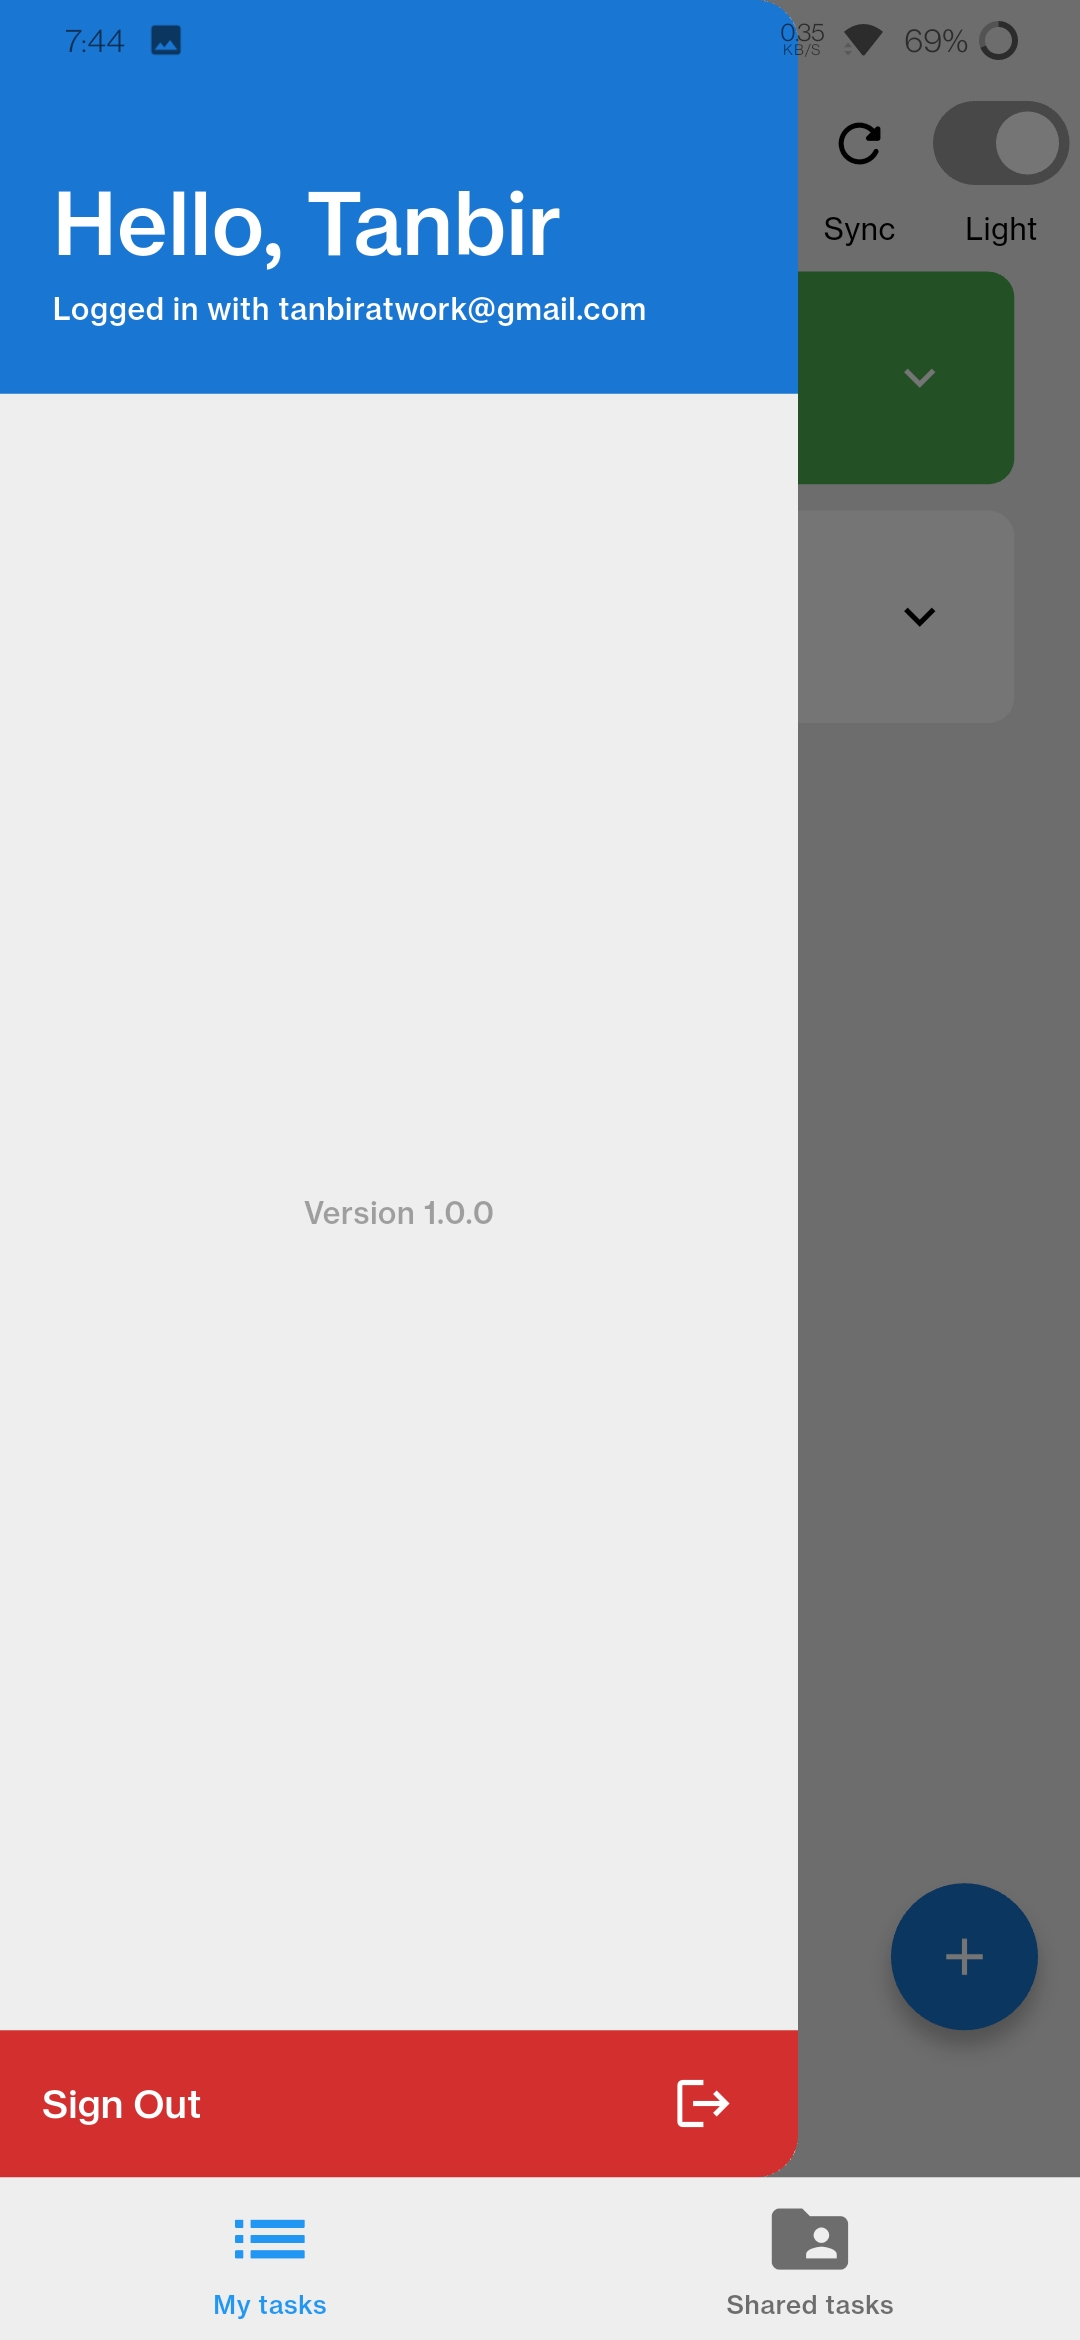 7:44
0.35
KB/S
69%
Sync
Light
Hello, Tanbir
Logged in with tanbiratwork@gmail.com
Version 1.0.0
Sign Out
My tasks
Shared tasks